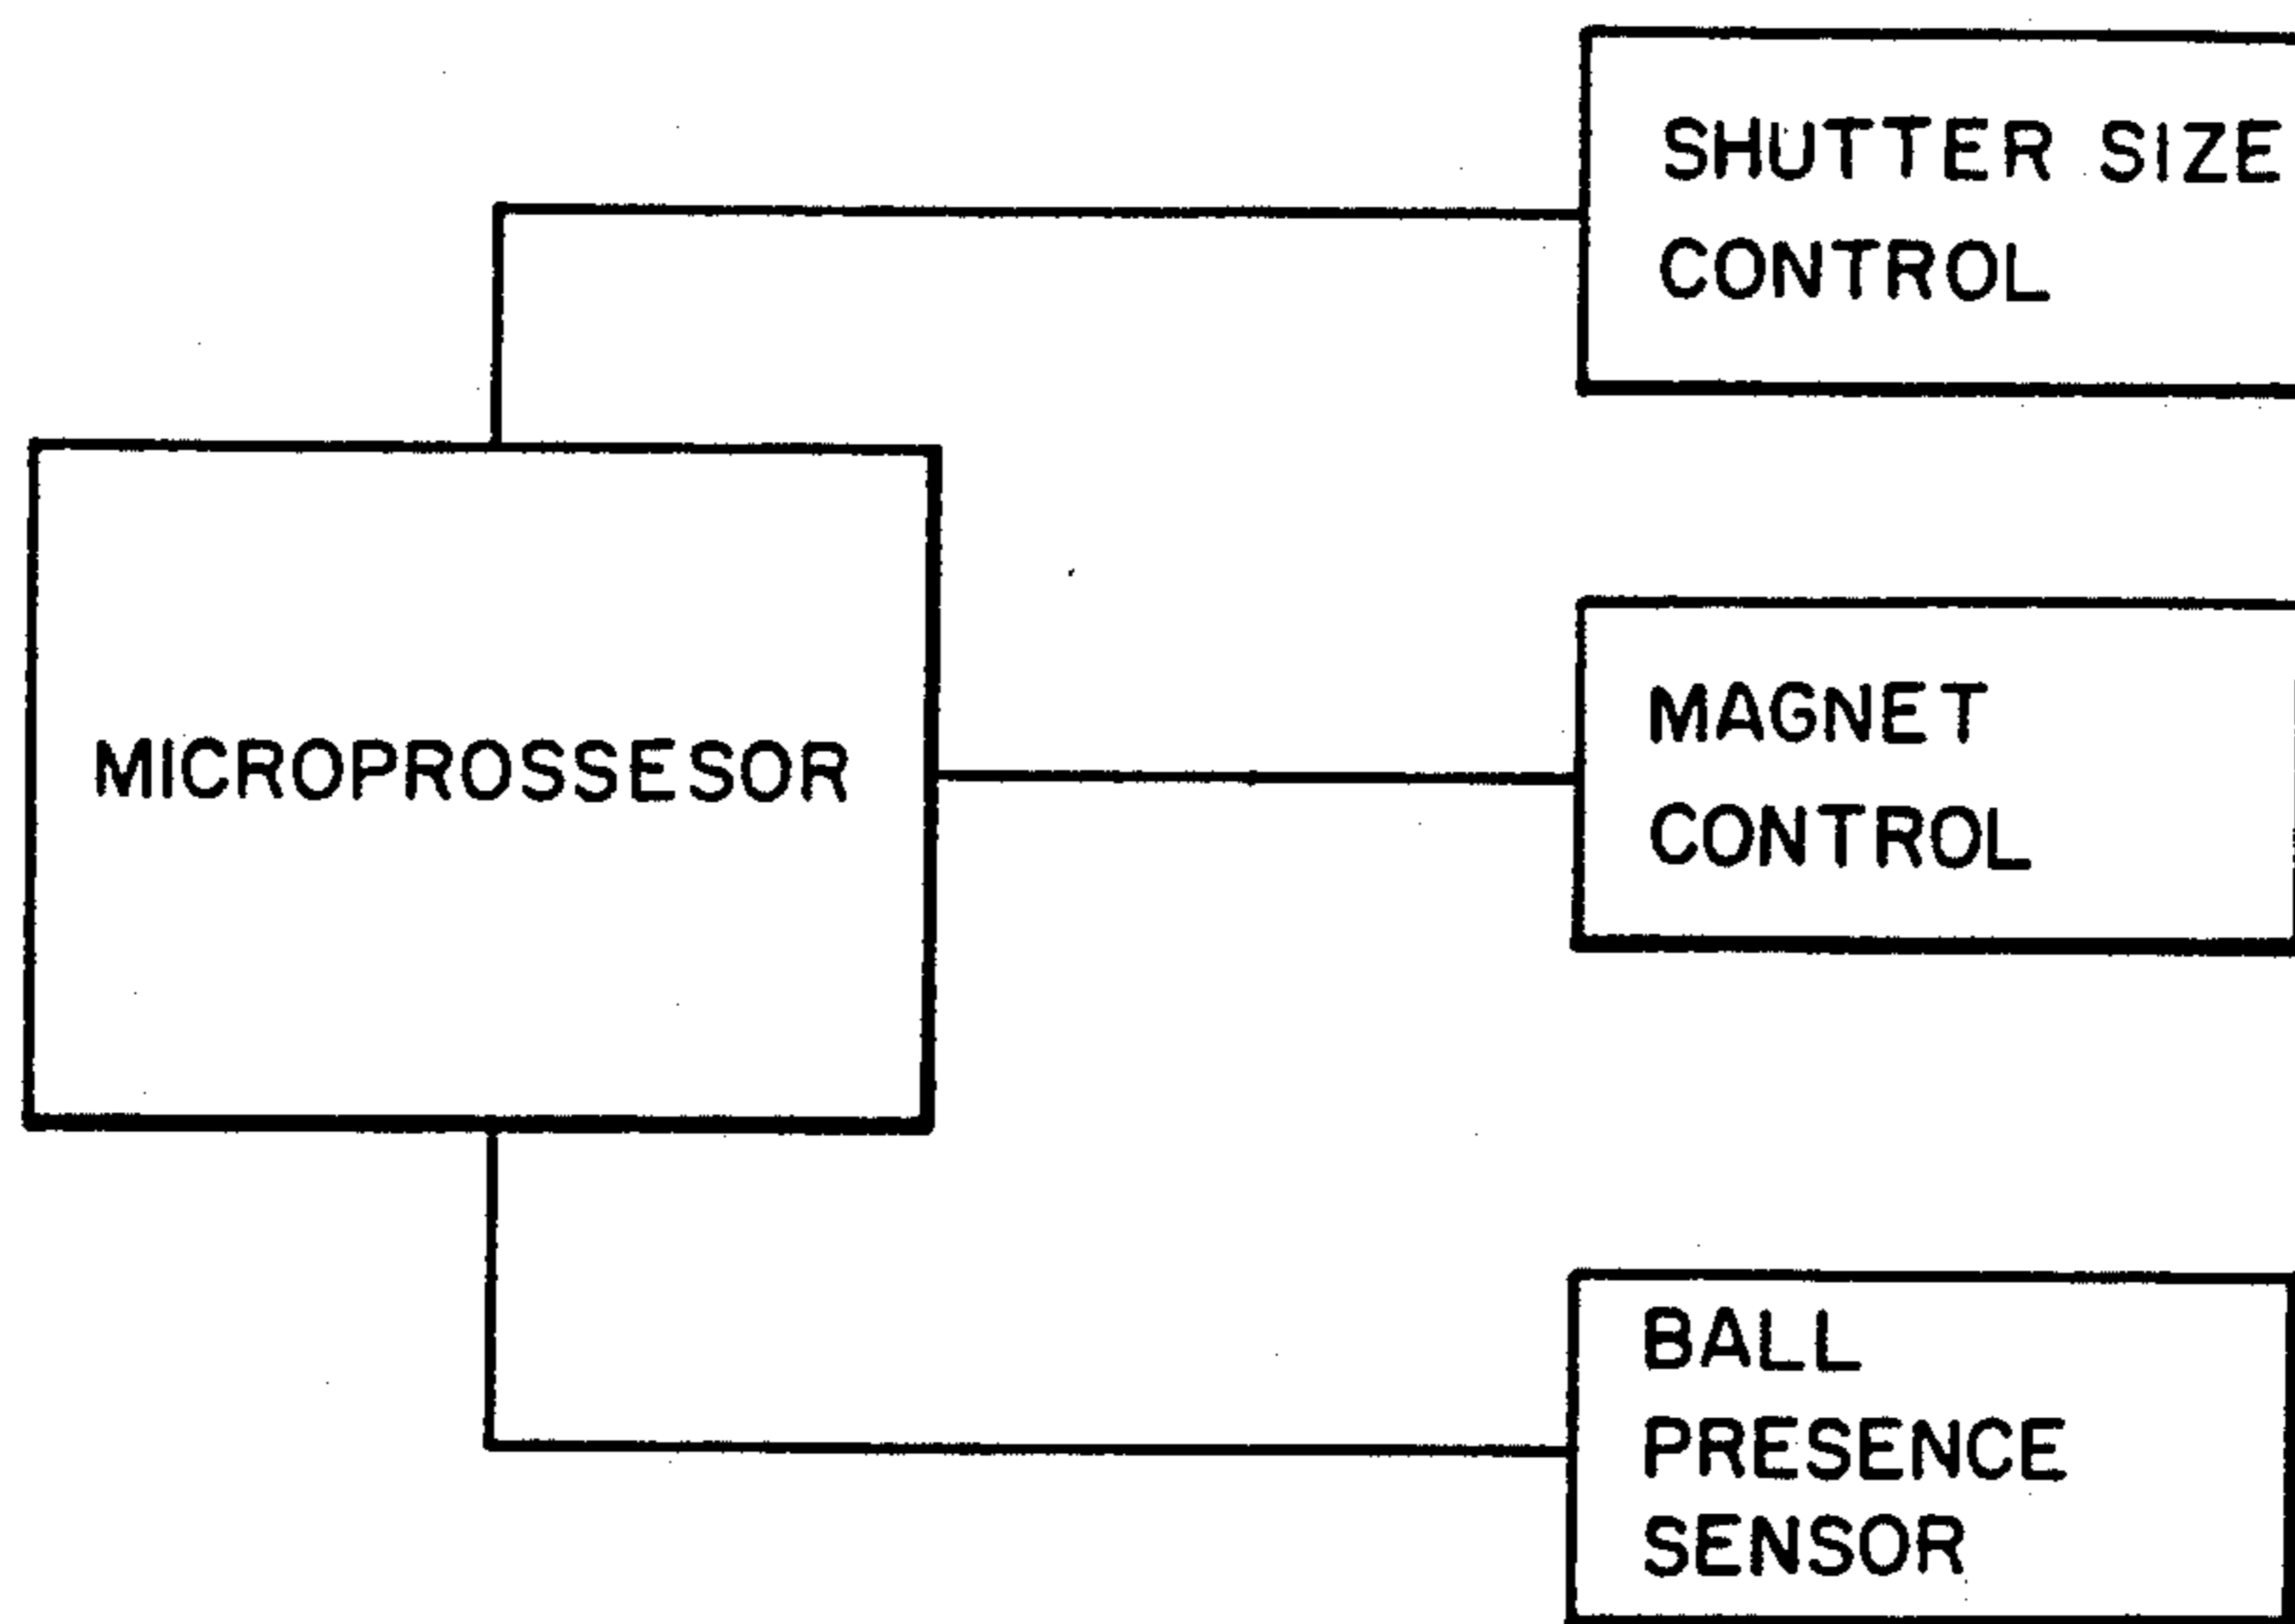 SHUTTER SIZE
CONTROL
MICROPROSSESOR
MAGNET
CONTROL
BALL
PRESENCE
SENSOR